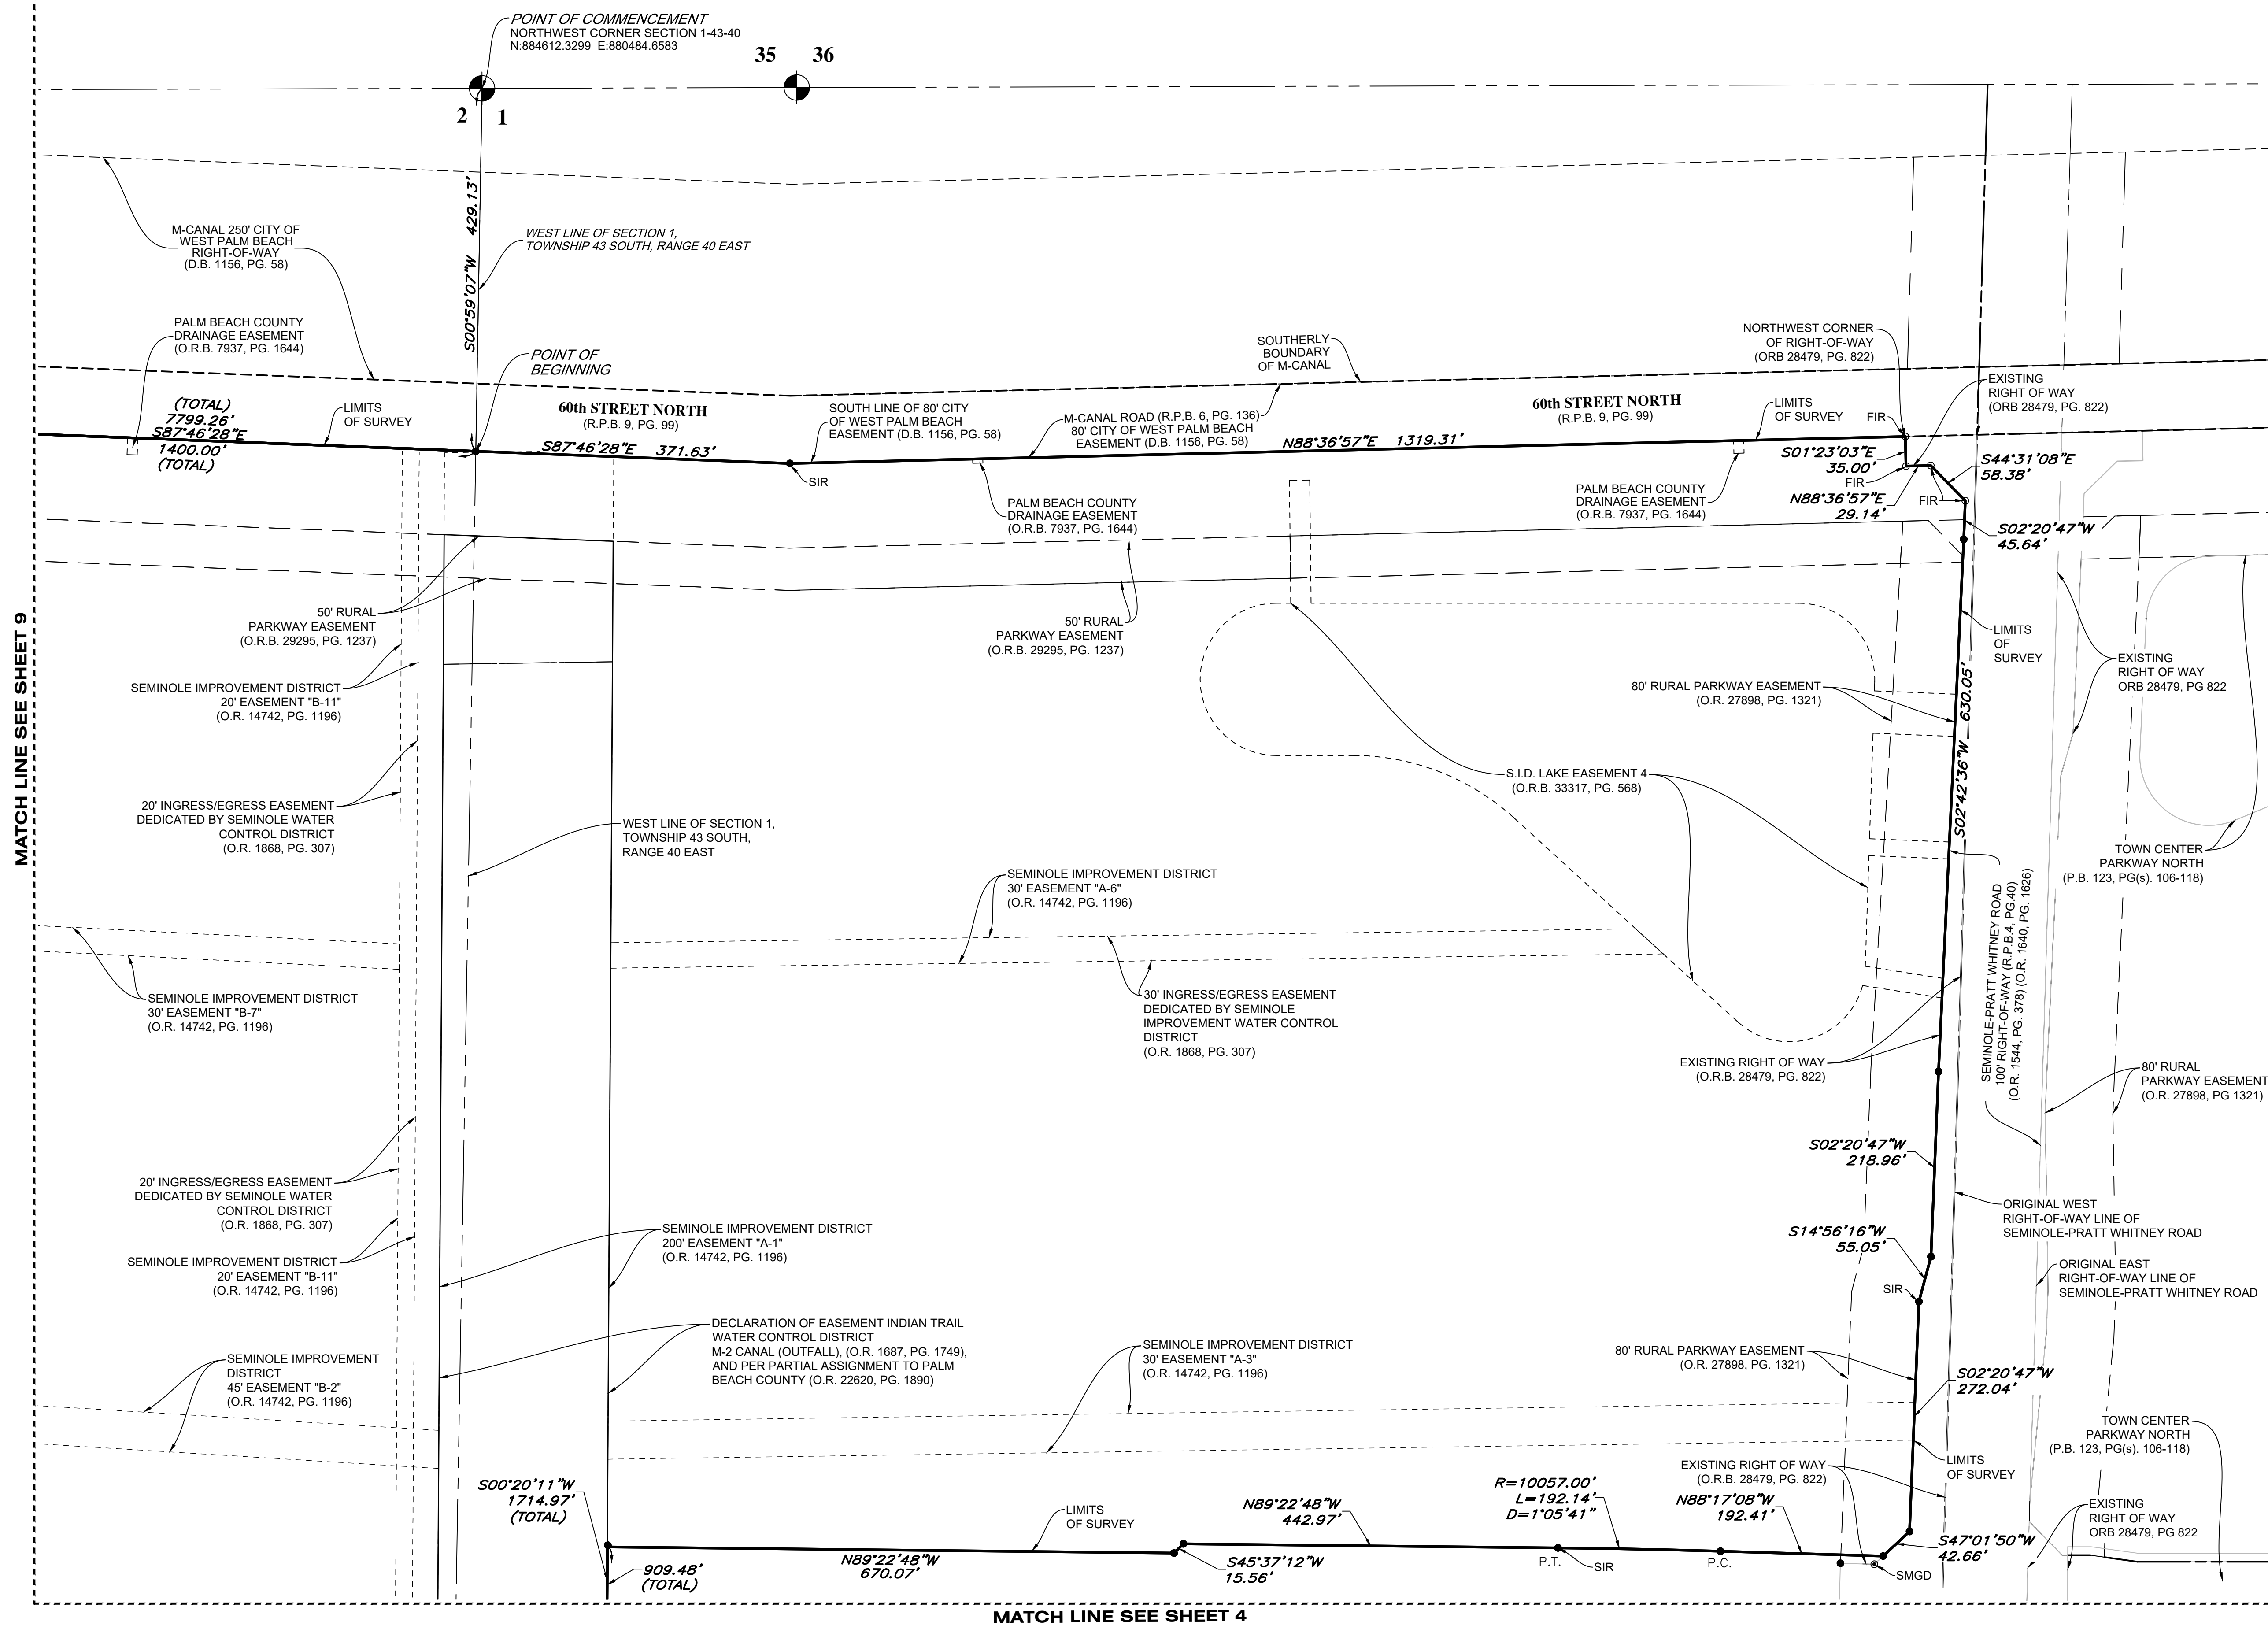 POINT OF COMMENCEMENT
NORTHWEST CORNER SECTION 1-43-40
N:884612.3299 E:880484.6583
35 36
2 1
S00°59'07"W 429.13'
WEST LINE OF SECTION 1,
TOWNSHIP 43 SOUTH, RANGE 40 EAST
M-CANAL 250' CITY OF
WEST PALM BEACH
RIGHT-OF-WAY
(D.B. 1156, PG. 58)
PALM BEACH COUNTY
DRAINAGE EASEMENT
(O.R.B. 7937, PG. 1644)
POINT OF
BEGINNING
(TOTAL)
7799.26'
S87°46'28"E
1400.00'
(TOTAL)
LIMITS
OF SURVEY
60th STREET NORTH
(R.P.B. 9, PG. 99)
S87°46'28"E 371.63'
SIR
SOUTH LINE OF 80' CITY
OF WEST PALM BEACH
EASEMENT (D.B. 1156, PG. 58)
SOUTHERLY
BOUNDARY
OF M-CANAL
M-CANAL ROAD (R.P.B. 6, PG. 136)
80' CITY OF WEST PALM BEACH
EASEMENT (D.B. 1156, PG. 58)
N88°36'57"E 1319.31'
60th STREET NORTH
(R.P.B. 9, PG. 99)
LIMITS
OF SURVEY
NORTHWEST CORNER
OF RIGHT-OF-WAY
(ORB 28479, PG. 822)
FIR
EXISTING
RIGHT OF WAY
(ORB 28479, PG. 822)
S01°23'03"E
35.00'
FIR
N88°36'57"E
29.14'
FIR
S44°31'08"E
58.38'
S02°20'47"W
45.64'
PALM BEACH COUNTY
DRAINAGE EASEMENT
(O.R.B. 7937, PG. 1644)
PALM BEACH COUNTY
DRAINAGE EASEMENT
(O.R.B. 7937, PG. 1644)
50' RURAL
PARKWAY EASEMENT
(O.R.B. 29295, PG. 1237)
50' RURAL
PARKWAY EASEMENT
(O.R.B. 29295, PG. 1237)
LIMITS
OF
SURVEY
EXISTING
RIGHT OF WAY
ORB 28479, PG 822
MATCH LINE SEE SHEET 9
SEMINOLE IMPROVEMENT DISTRICT
20' EASEMENT "B-11"
(O.R. 14742, PG. 1196)
80' RURAL PARKWAY EASEMENT
(O.R. 27898, PG. 1321)
S02°42'36"W 630.05'
S.I.D. LAKE EASEMENT 4
(O.R.B. 33317, PG. 568)
20' INGRESS/EGRESS EASEMENT
DEDICATED BY SEMINOLE WATER
CONTROL DISTRICT
(O.R. 1868, PG. 307)
WEST LINE OF SECTION 1,
TOWNSHIP 43 SOUTH,
RANGE 40 EAST
TOWN CENTER
PARKWAY NORTH
(P.B. 123, PG(s). 106-118)
SEMINOLE IMPROVEMENT DISTRICT
30' EASEMENT "A-6"
(O.R. 14742, PG. 1196)
SEMINOLE-PRATT WHITNEY ROAD
100' RIGHT-OF-WAY (R.P.B.4, PG.40)
(O.R. 1544, PG. 378) (O.R. 1640, PG. 1626)
SEMINOLE IMPROVEMENT DISTRICT
30' EASEMENT "B-7"
(O.R. 14742, PG. 1196)
30' INGRESS/EGRESS EASEMENT
DEDICATED BY SEMINOLE
IMPROVEMENT WATER CONTROL
DISTRICT
(O.R. 1868, PG. 307)
EXISTING RIGHT OF WAY
(O.R.B. 28479, PG. 822)
80' RURAL
PARKWAY EASEMENT
(O.R. 27898, PG 1321)
S02°20'47"W
218.96'
20' INGRESS/EGRESS EASEMENT
DEDICATED BY SEMINOLE WATER
CONTROL DISTRICT
(O.R. 1868, PG. 307)
ORIGINAL WEST
RIGHT-OF-WAY LINE OF
SEMINOLE-PRATT WHITNEY ROAD
SEMINOLE IMPROVEMENT DISTRICT
200' EASEMENT "A-1"
(O.R. 14742, PG. 1196)
S14°56'16"W
55.05'
SIR
SEMINOLE IMPROVEMENT DISTRICT
20' EASEMENT "B-11"
(O.R. 14742, PG. 1196)
ORIGINAL EAST
RIGHT-OF-WAY LINE OF
SEMINOLE-PRATT WHITNEY ROAD
DECLARATION OF EASEMENT INDIAN TRAIL
WATER CONTROL DISTRICT
M-2 CANAL (OUTFALL), (O.R. 1687, PG. 1749),
AND PER PARTIAL ASSIGNMENT TO PALM
BEACH COUNTY (O.R. 22620, PG. 1890)
SEMINOLE IMPROVEMENT DISTRICT
30' EASEMENT "A-3"
(O.R. 14742, PG. 1196)
80' RURAL PARKWAY EASEMENT
(O.R. 27898, PG. 1321)
SEMINOLE IMPROVEMENT
DISTRICT
45' EASEMENT "B-2"
(O.R. 14742, PG. 1196)
S02°20'47"W
272.04'
TOWN CENTER
PARKWAY NORTH
(P.B. 123, PG(s). 106-118)
LIMITS
OF SURVEY
EXISTING RIGHT OF WAY
(O.R.B. 28479, PG. 822)
S00°20'11"W
1714.97'
(TOTAL)
LIMITS
OF SURVEY
N89°22'48"W
442.97'
R=10057.00'
L=192.14'
D=1°05'41"
N88°17'08"W
192.41'
EXISTING
RIGHT OF WAY
ORB 28479, PG 822
909.48'
(TOTAL)
N89°22'48"W
670.07'
S45°37'12"W
15.56'
P.T.
SIR
P.C.
S47°01'50"W
42.66'
SMGD
MATCH LINE SEE SHEET 4